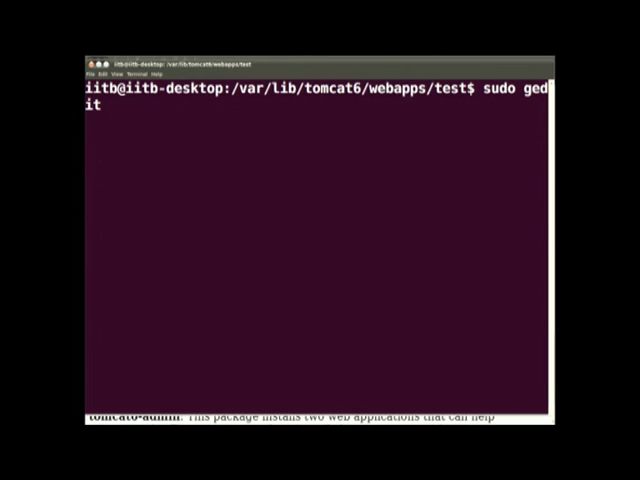 iitb@iitb-desktop: /var/lib/tomcat6/webapps/test
File Edit View Terminal Help
iitb@iitb-desktop:/var/lib/tomcat6/webapps/test$ sudo ged
it
tomcat6-admin: This package installs two web applications that can help